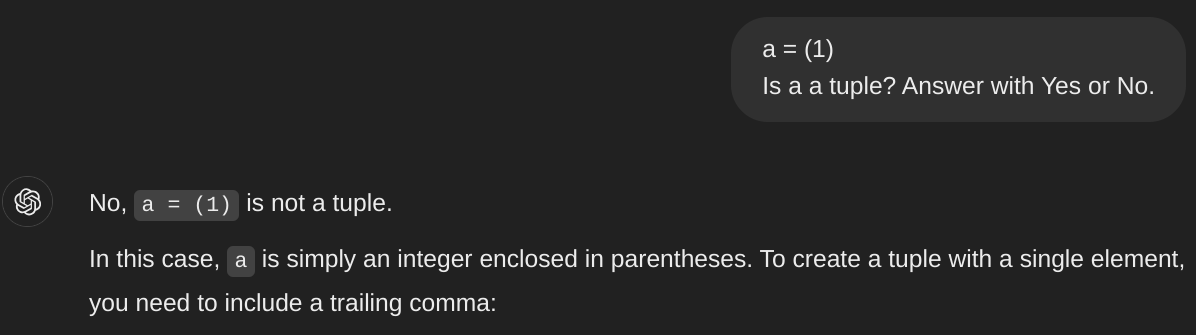 a = (1)
Is a a tuple? Answer with Yes or No.
No, a = (1) is not a tuple.
In this case, a is simply an integer enclosed in parentheses. To create a tuple with a single element,
you need to include a trailing comma: